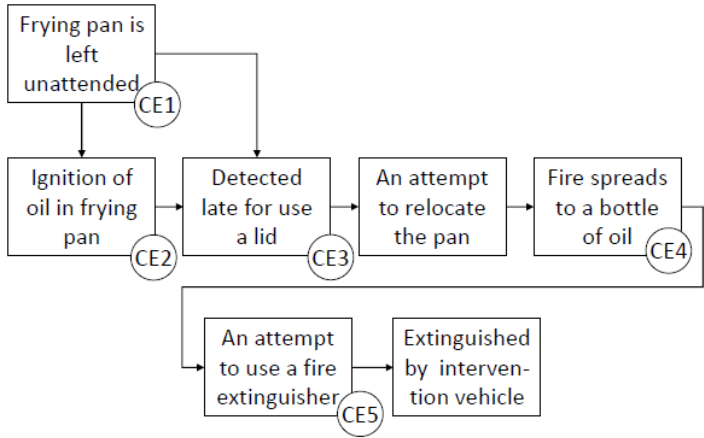 Frying pan is
left
unattended
CE1
Ignition of
oil in frying
pan
CE2
Detected
late for use
a lid
CE3
An attempt
to relocate
the pan
Fire spreads
to a bottle
of oil
CE4
An attempt
to use a fire
extinguisher
CE5
Extinguished
by interven-
tion vehicle